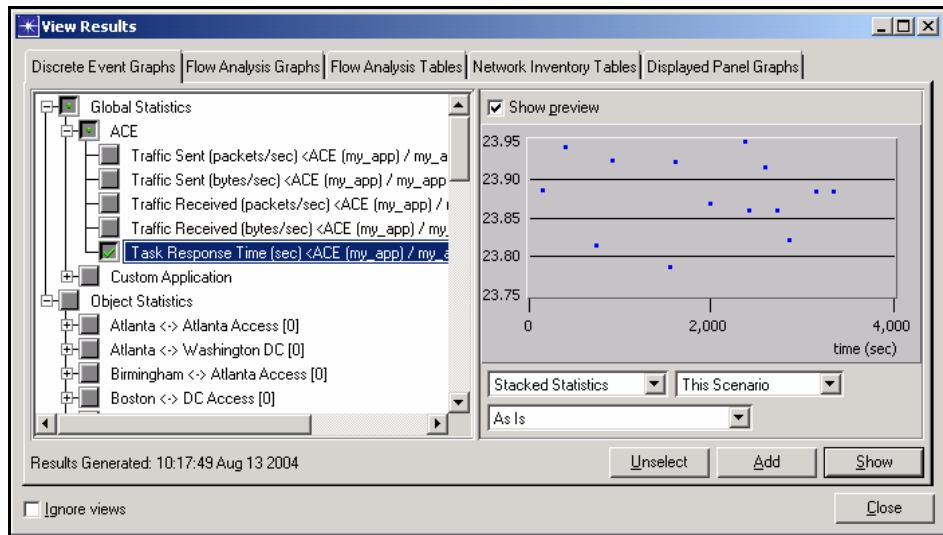 View Results
Discrete Event Graphs Flow Analysis Graphs Flow Analysis Tables Network Inventory Tables Displayed Panel Graphs
Global Statistics
ACE
Traffic Sent (packets/sec) <ACE (my_app) / my_a
Traffic Sent (bytes/sec) <ACE (my_app) / my_app
Traffic Received (packets/sec) <ACE (my_app) /
Traffic Received (bytes/sec) <ACE (my_app) / my_
Task Response Time (sec) <ACE (my_app) / my_a
Custom Application
Object Statistics
Atlanta <-> Atlanta Access [0]
Atlanta <-> Washington DC [0]
Birmingham <-> Atlanta Access [0]
Boston <-> DC Access [0]
Show preview
23.95
23.90
23.85
23.80
23.75
0 2,000 4,000
time (sec)
Stacked Statistics This Scenario
As Is
Results Generated: 10:17:49 Aug 13 2004
Unselect Add Show
Ignore views
Close